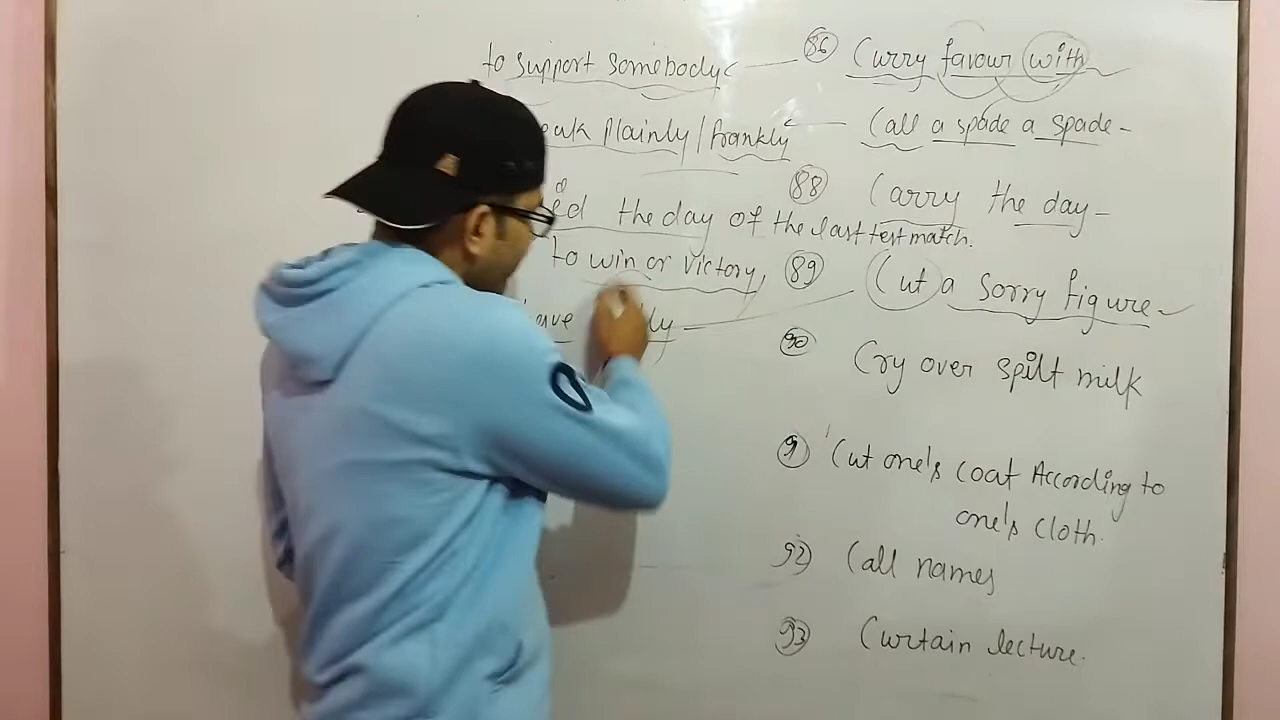 to support somebody 86 Curry favour with
Plainly/frankly Call a spade a spade
88 Carry the day
the day of the last test match.
to win or victory, 89 Cut a sorry figure
90 Cry over spilt milk
91 Cut one's coat According to
one's cloth.
92 Call names
93 Curtain lecture.